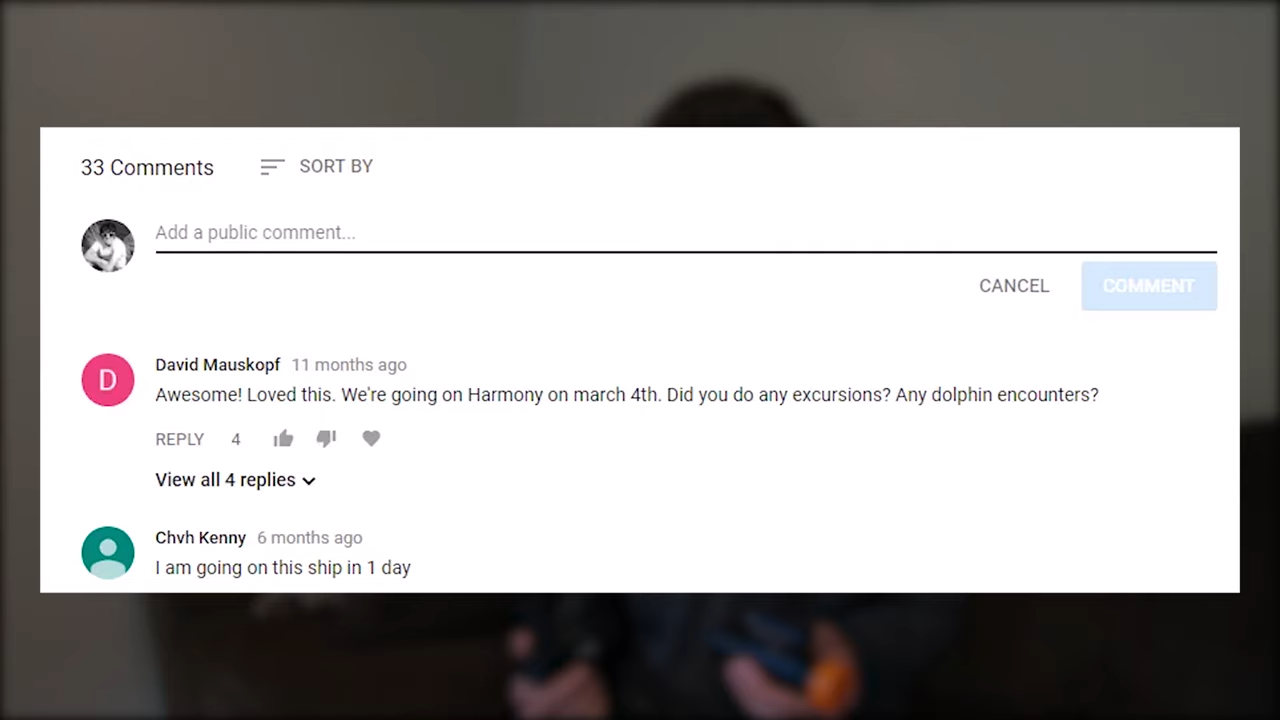 33 Comments SORT BY
Add a public comment...
CANCEL COMMENT
D
David Mauskopf 11 months ago
Awesome! Loved this. We're going on Harmony on march 4th. Did you do any excursions? Any dolphin encounters?
REPLY 4
View all 4 replies
Chvh Kenny 6 months ago
I am going on this ship in 1 day